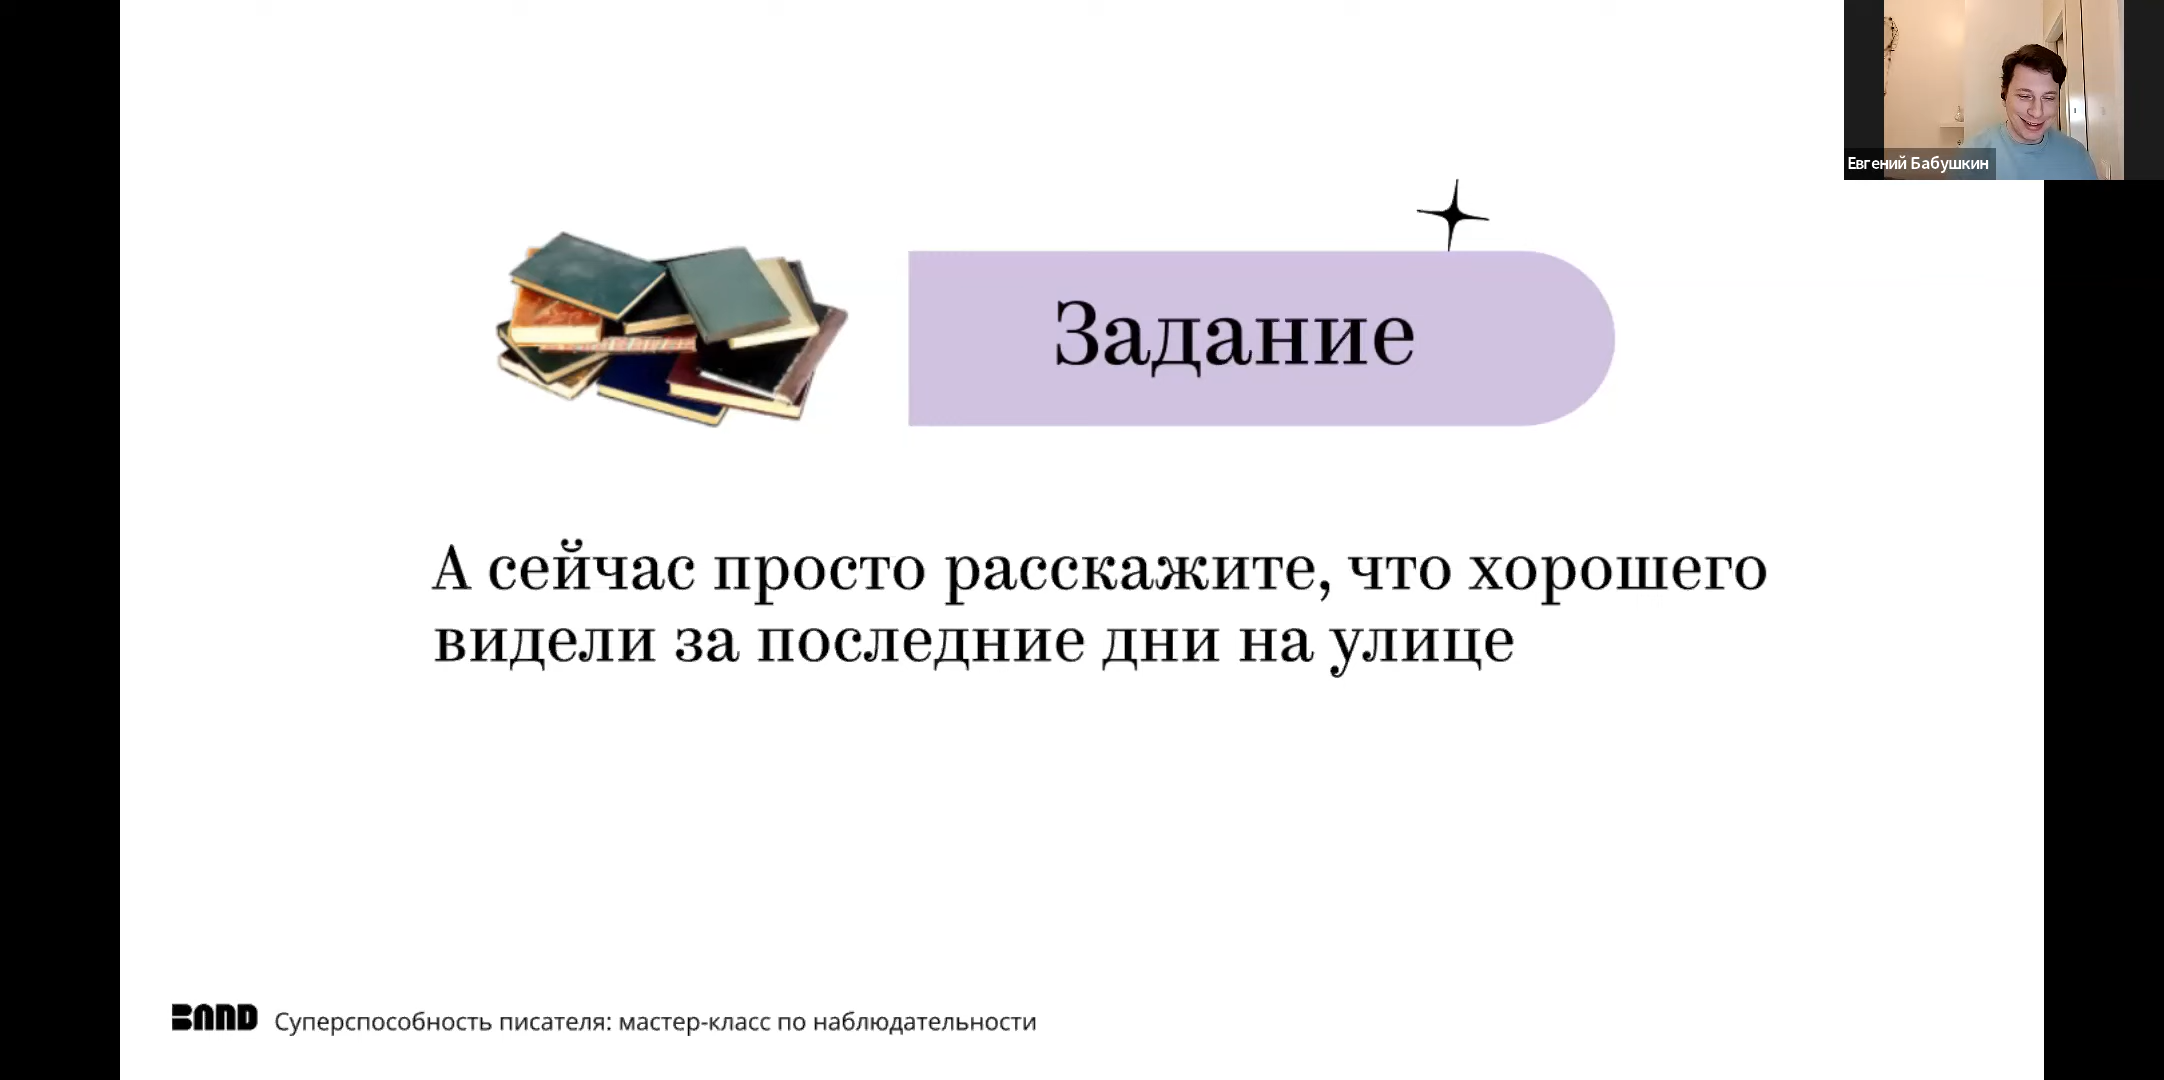 Евгений Бабушкин
Задание
А сейчас просто расскажите, что хорошего
видели за последние дни на улице
BAND Суперспособность писателя: мастер-класс по наблюдательности